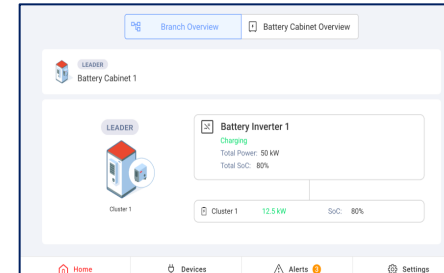 Branch Overview
Battery Cabinet Overview
LEADER
Battery Cabinet 1
LEADER
Cluster 1
Battery Inverter 1
Charging
Total Power: 50 kW
Total SoC: 80%
Cluster 1 12.5 kW SoC: 80%
Home Devices Alerts 3 Settings